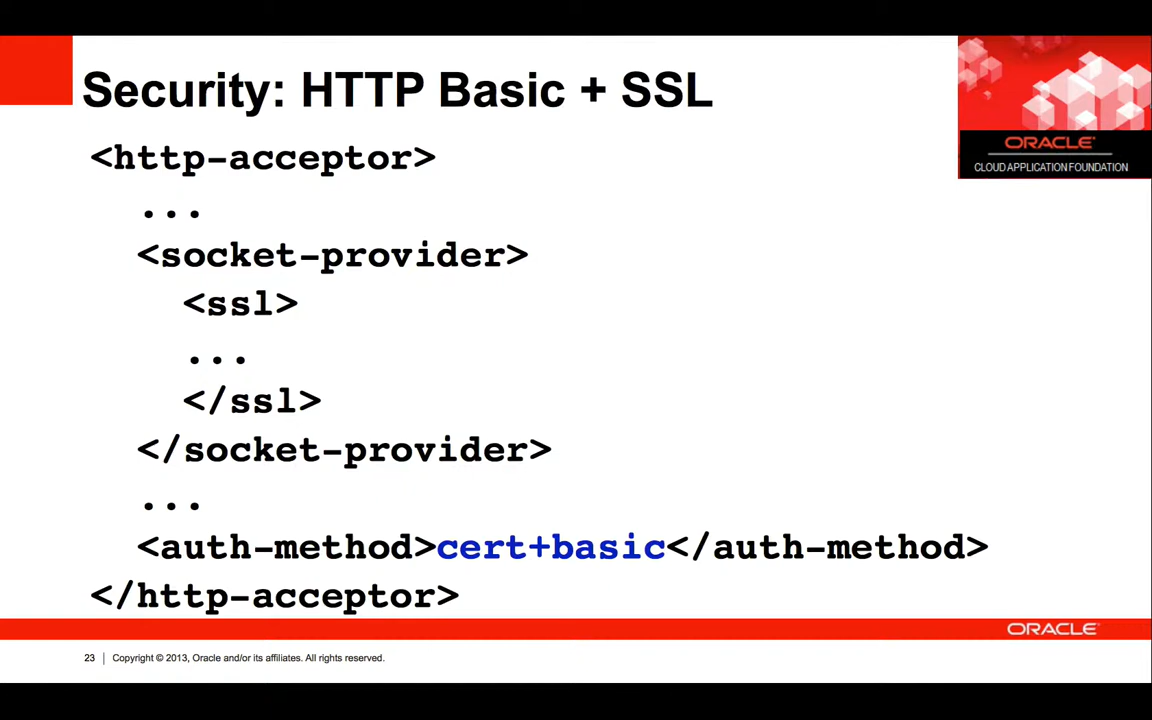 Security: HTTP Basic + SSL
ORACLE
CLOUD APPLICATION FOUNDATION
<http-acceptor>
...
<socket-provider>
<ssl>
...
</ssl>
</socket-provider>
...
<auth-method>cert+basic</auth-method>
</http-acceptor>
ORACLE
23 Copyright © 2013, Oracle and/or its affiliates. All rights reserved.